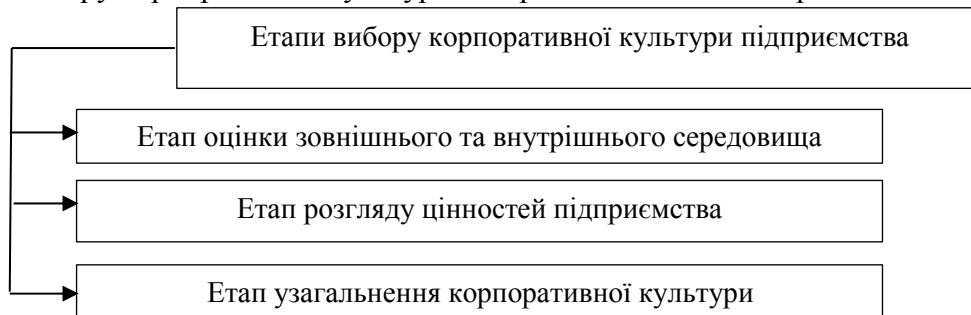 Етапи вибору корпоративної культури підприємства
Етап оцінки зовнішнього та внутрішнього середовища
Етап розгляду цінностей підприємства
Етап узагальнення корпоративної культури